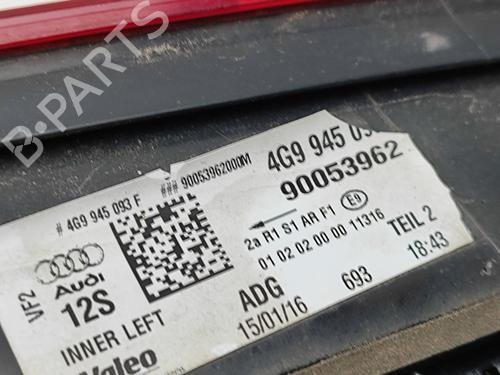 B-PARTS
# 4G9 945 093 F ### 90053962000M
4G9 945 09
90053962
2a R1 S1 AR F1 E9
01 02 02 00 00 11316
TEIL 2
VF2
Audi
12S
INNER LEFT
ADG 693 18:43
15/01/16
Valeo